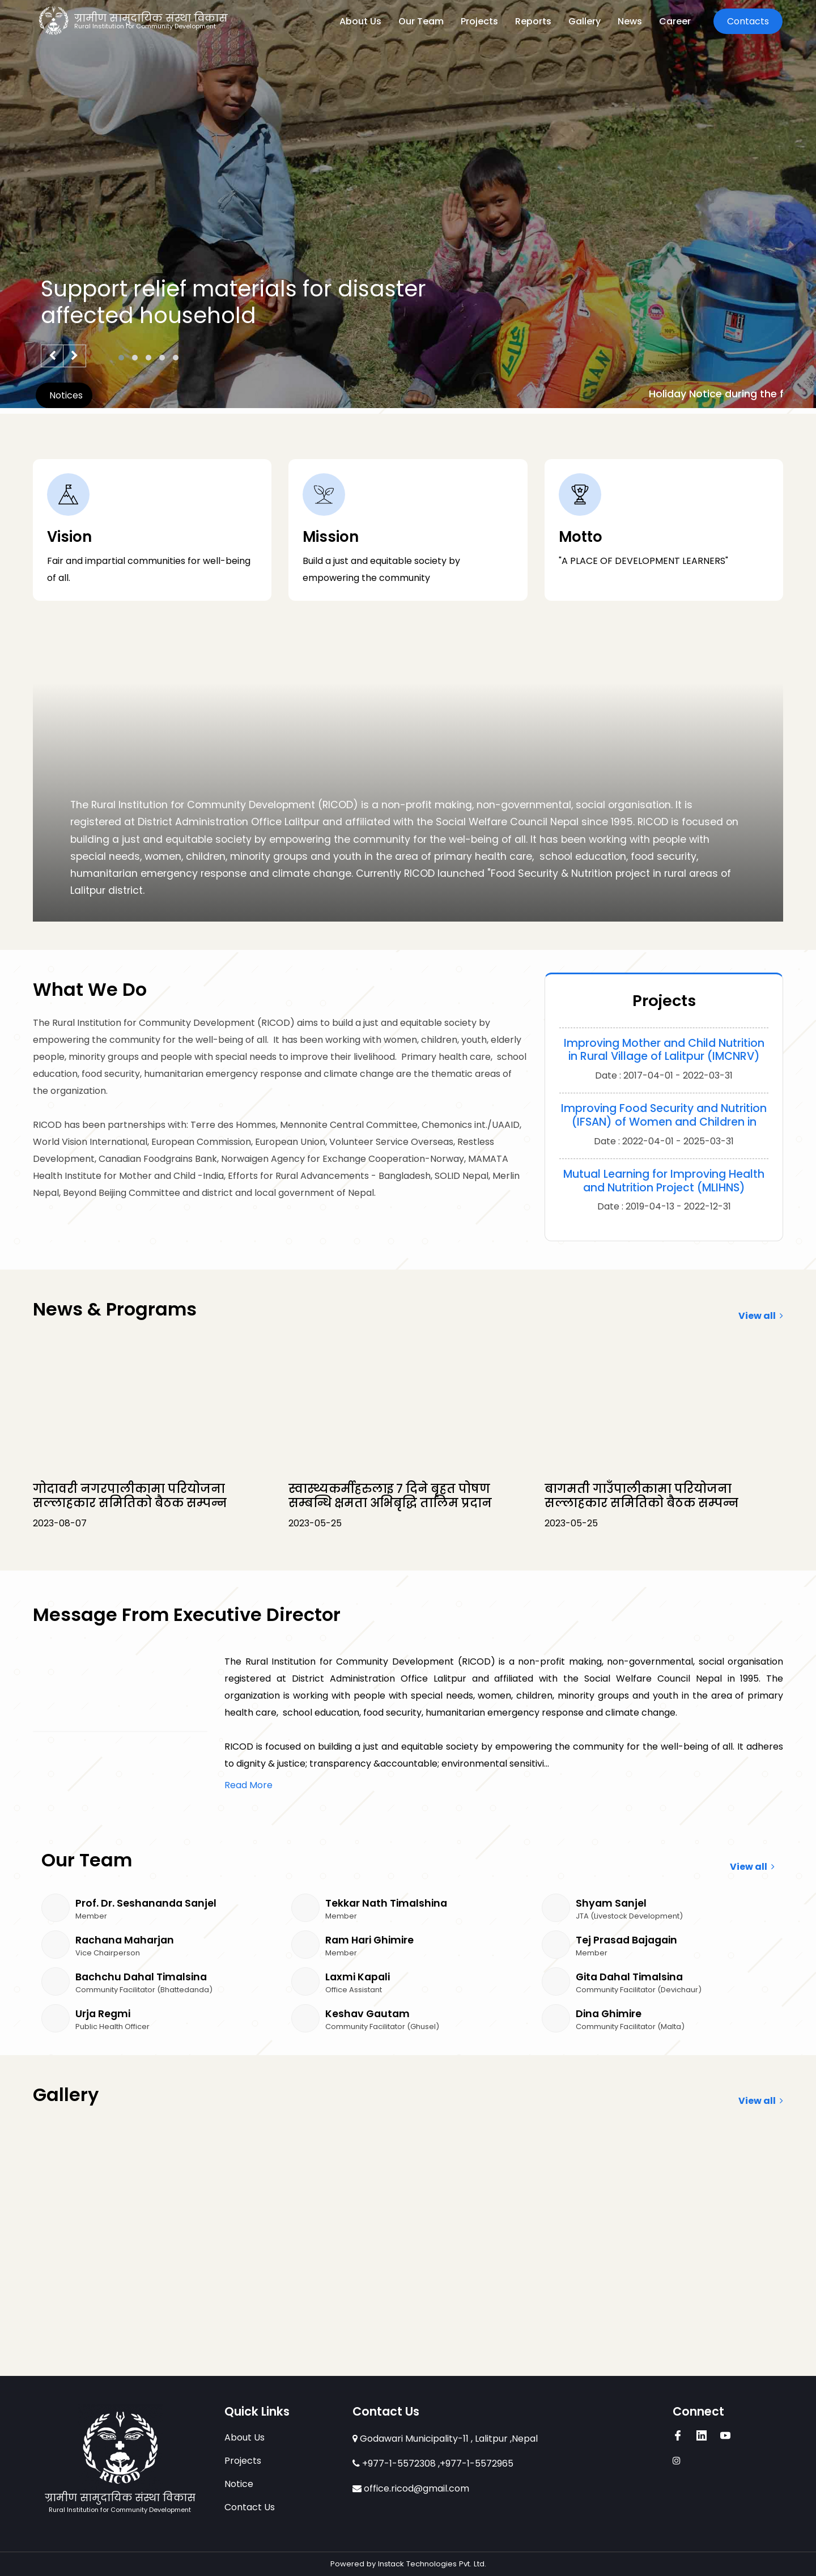 ग्रामीण सामुदायिक संस्था विकास
Rural Institution for Community Development
About Us
Our Team
Projects
Reports
Gallery
News
Career
Contacts
Support relief materials for disaster
affected household
Notices
Holiday Notice during the f
Vision
Fair and impartial communities for well-being
of all.
Mission
Build a just and equitable society by
empowering the community
Motto
"A PLACE OF DEVELOPMENT LEARNERS"
The Rural Institution for Community Development (RICOD) is a non-profit making, non-governmental, social organisation. It is
registered at District Administration Office Lalitpur and affiliated with the Social Welfare Council Nepal since 1995. RICOD is focused on
building a just and equitable society by empowering the community for the wel-being of all. It has been working with people with
special needs, women, children, minority groups and youth in the area of primary health care, school education, food security,
humanitarian emergency response and climate change. Currently RICOD launched "Food Security & Nutrition project in rural areas of
Lalitpur district.
What We Do
The Rural Institution for Community Development (RICOD) aims to build a just and equitable society by
empowering the community for the well-being of all. It has been working with women, children, youth, elderly
people, minority groups and people with special needs to improve their livelihood. Primary health care, school
education, food security, humanitarian emergency response and climate change are the thematic areas of
the organization.
RICOD has been partnerships with: Terre des Hommes, Mennonite Central Committee, Chemonics int./UAAID,
World Vision International, European Commission, European Union, Volunteer Service Overseas, Restless
Development, Canadian Foodgrains Bank, Norwaigen Agency for Exchange Cooperation-Norway, MAMATA
Health Institute for Mother and Child -India, Efforts for Rural Advancements - Bangladesh, SOLID Nepal, Merlin
Nepal, Beyond Beijing Committee and district and local government of Nepal.
Projects
Improving Mother and Child Nutrition
in Rural Village of Lalitpur (IMCNRV)
Date : 2017-04-01 - 2022-03-31
Improving Food Security and Nutrition
(IFSAN) of Women and Children in
Date : 2022-04-01 - 2025-03-31
Mutual Learning for Improving Health
and Nutrition Project (MLIHNS)
Date : 2019-04-13 - 2022-12-31
News & Programs
View all
गोदावरी नगरपालीकामा परियोजना
सल्लाहकार समितिको बैठक सम्पन्न
2023-08-07
स्वास्थ्यकर्मीहरुलाइ ७ दिने बृहत पोषण
सम्बन्धि क्षमता अभिबृद्धि तालिम प्रदान
2023-05-25
बागमती गाउँपालीकामा परियोजना
सल्लाहकार समितिको बैठक सम्पन्न
2023-05-25
Message From Executive Director
The Rural Institution for Community Development (RICOD) is a non-profit making, non-governmental, social organisation
registered at District Administration Office Lalitpur and affiliated with the Social Welfare Council Nepal in 1995. The
organization is working with people with special needs, women, children, minority groups and youth in the area of primary
health care, school education, food security, humanitarian emergency response and climate change.
RICOD is focused on building a just and equitable society by empowering the community for the well-being of all. It adheres
to dignity & justice; transparency &accountable; environmental sensitivi...
Read More
Our Team
View all
Prof. Dr. Seshananda Sanjel
Member
Tekkar Nath Timalshina
Member
Shyam Sanjel
JTA (Livestock Development)
Rachana Maharjan
Vice Chairperson
Ram Hari Ghimire
Member
Tej Prasad Bajagain
Member
Bachchu Dahal Timalsina
Community Facilitator (Bhattedanda)
Laxmi Kapali
Office Assistant
Gita Dahal Timalsina
Community Facilitator (Devichaur)
Urja Regmi
Public Health Officer
Keshav Gautam
Community Facilitator (Ghusel)
Dina Ghimire
Community Facilitator (Malta)
Gallery
View all
RICOD
ग्रामीण सामुदायिक संस्था विकास
Rural Institution for Community Development
Quick Links
About Us
Projects
Notice
Contact Us
Contact Us
Godawari Municipality-11 , Lalitpur ,Nepal
+977-1-5572308 ,+977-1-5572965
office.ricod@gmail.com
Connect
Powered by Instack Technologies Pvt. Ltd.